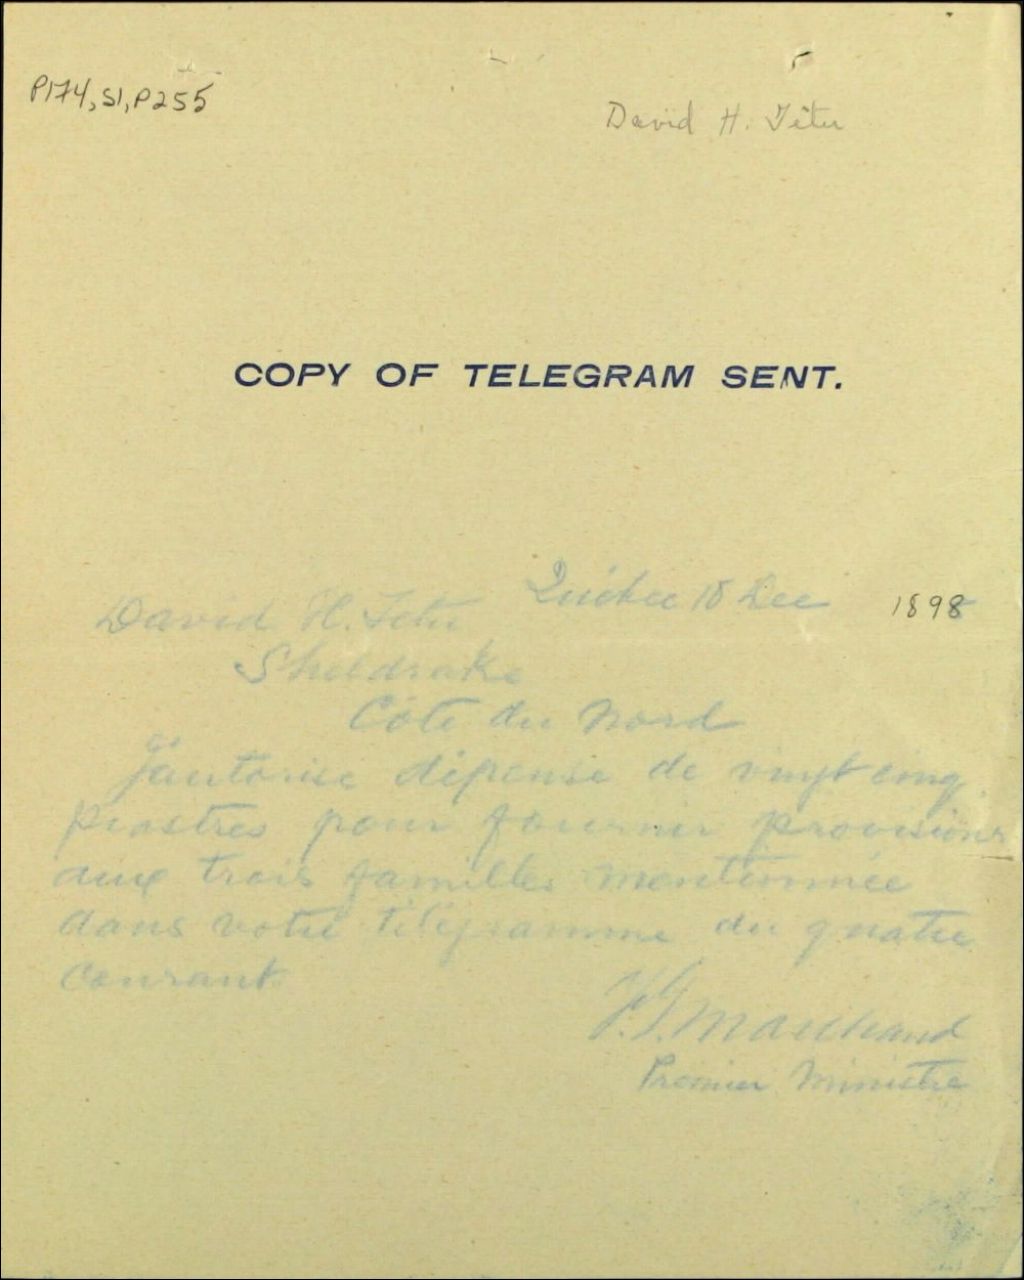 P174,S1,P255
David H. Têtu
COPY OF TELEGRAM SENT.
Québec 18 Dec 1898
David H. Tetu
Sheldrake
Côte du Nord
J'autorise dépense de vingt cinq
piastres pour fournir provisions
aux trois familles mentionnée
dans votre télégramme du quatre
courant
F.G. Marchand
Premier Ministre